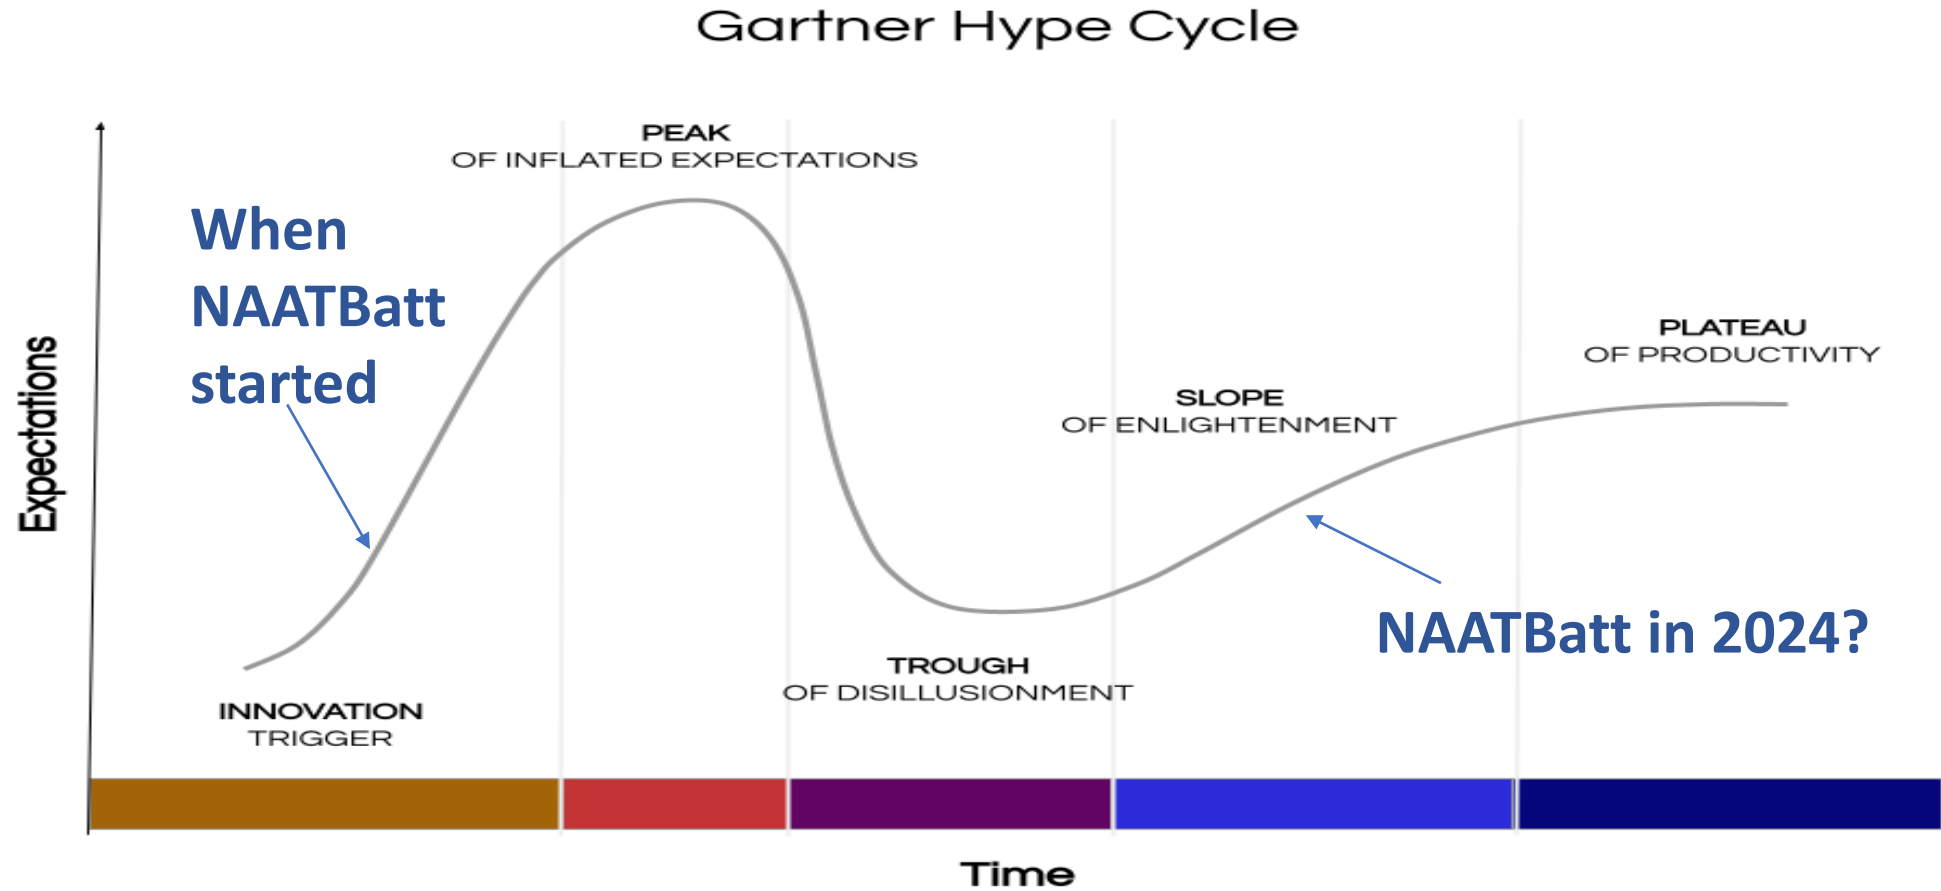 Gartner Hype Cycle
PEAK
OF INFLATED EXPECTATIONS
When
NAATBatt
started
PLATEAU
OF PRODUCTIVITY
SLOPE
OF ENLIGHTENMENT
Expectations
NAATBatt in 2024?
TROUGH
OF DISILLUSIONMENT
INNOVATION
TRIGGER
Time